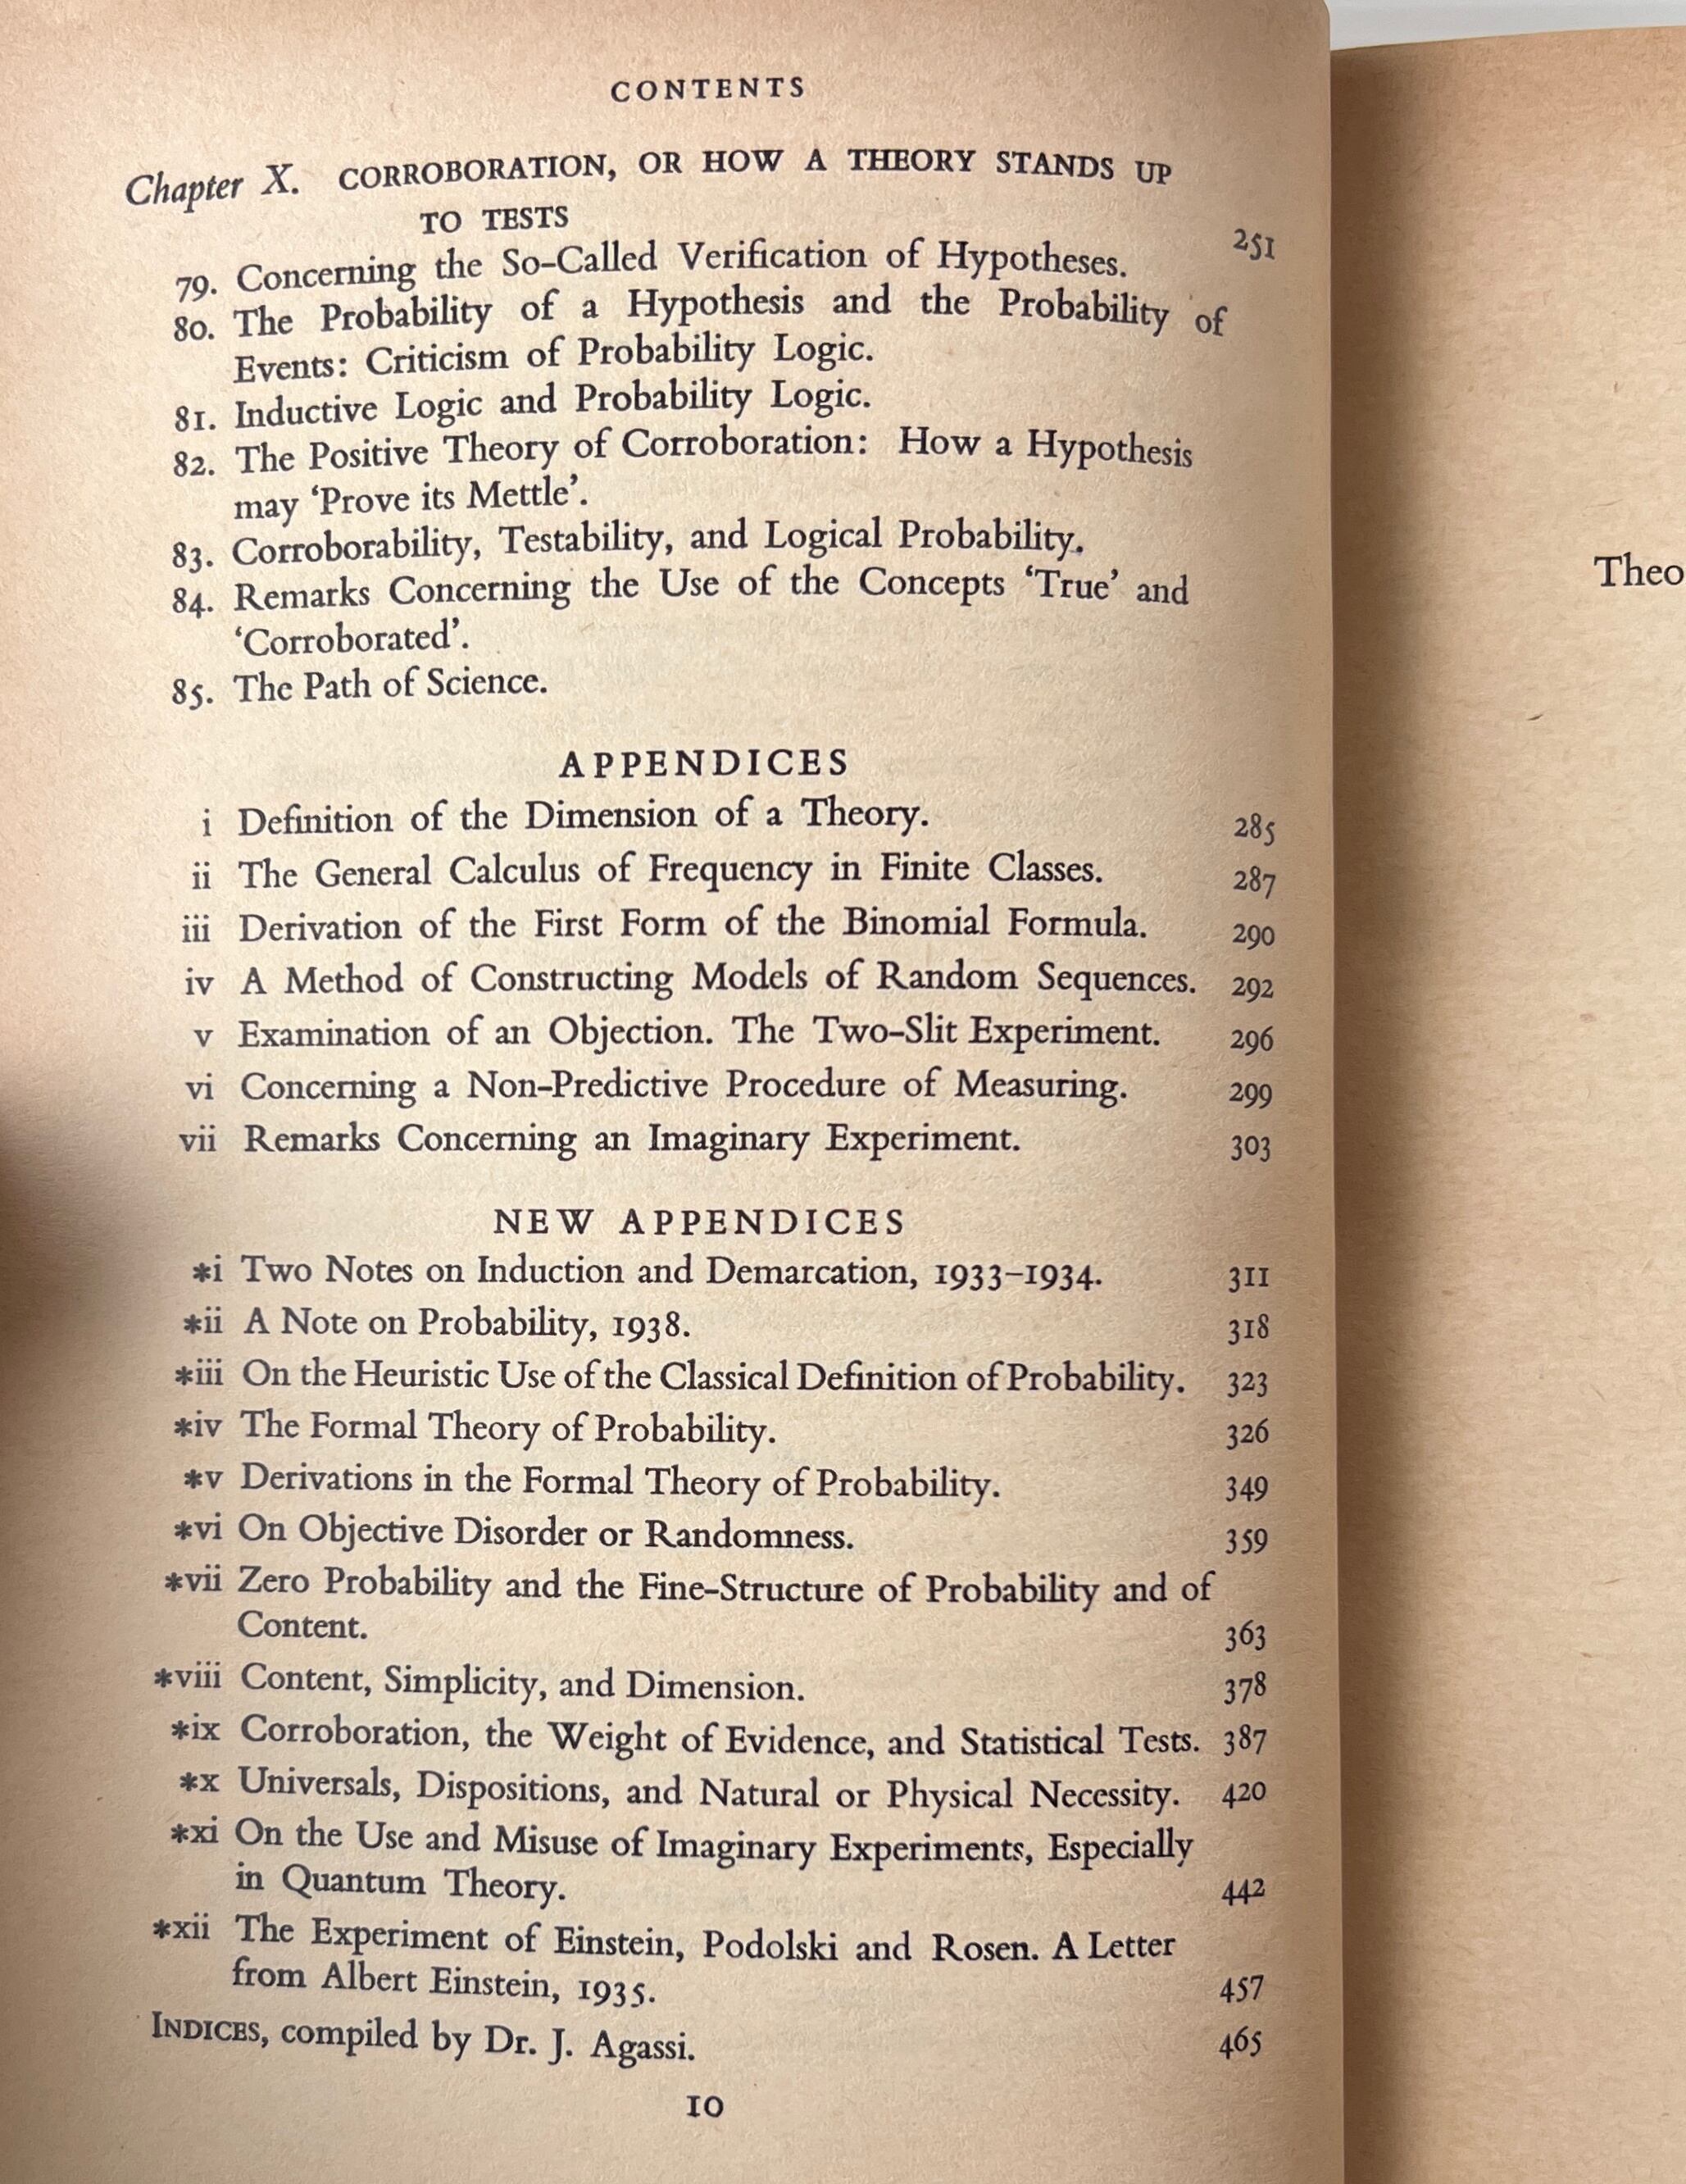 CONTENTS
Chapter X. CORROBORATION, OR HOW A THEORY STANDS UP
TO TESTS 251
79. Concerning the So-Called Verification of Hypotheses.
80. The Probability of a Hypothesis and the Probability of
Events: Criticism of Probability Logic.
81. Inductive Logic and Probability Logic.
82. The Positive Theory of Corroboration: How a Hypothesis
may ‘Prove its Mettle’.
83. Corroborability, Testability, and Logical Probability.
84. Remarks Concerning the Use of the Concepts ‘True’ and
‘Corroborated’.
85. The Path of Science.
APPENDICES
i Definition of the Dimension of a Theory. 285
ii The General Calculus of Frequency in Finite Classes. 287
iii Derivation of the First Form of the Binomial Formula. 290
iv A Method of Constructing Models of Random Sequences. 292
v Examination of an Objection. The Two-Slit Experiment. 296
vi Concerning a Non-Predictive Procedure of Measuring. 299
vii Remarks Concerning an Imaginary Experiment. 303
NEW APPENDICES
*i Two Notes on Induction and Demarcation, 1933–1934. 311
*ii A Note on Probability, 1938. 318
*iii On the Heuristic Use of the Classical Definition of Probability. 323
*iv The Formal Theory of Probability. 326
*v Derivations in the Formal Theory of Probability. 349
*vi On Objective Disorder or Randomness. 359
*vii Zero Probability and the Fine-Structure of Probability and of
Content. 363
*viii Content, Simplicity, and Dimension. 378
*ix Corroboration, the Weight of Evidence, and Statistical Tests. 387
*x Universals, Dispositions, and Natural or Physical Necessity. 420
*xi On the Use and Misuse of Imaginary Experiments, Especially
in Quantum Theory. 442
*xii The Experiment of Einstein, Podolski and Rosen. A Letter
from Albert Einstein, 1935. 457
INDICES, compiled by Dr. J. Agassi. 465
10
Theo